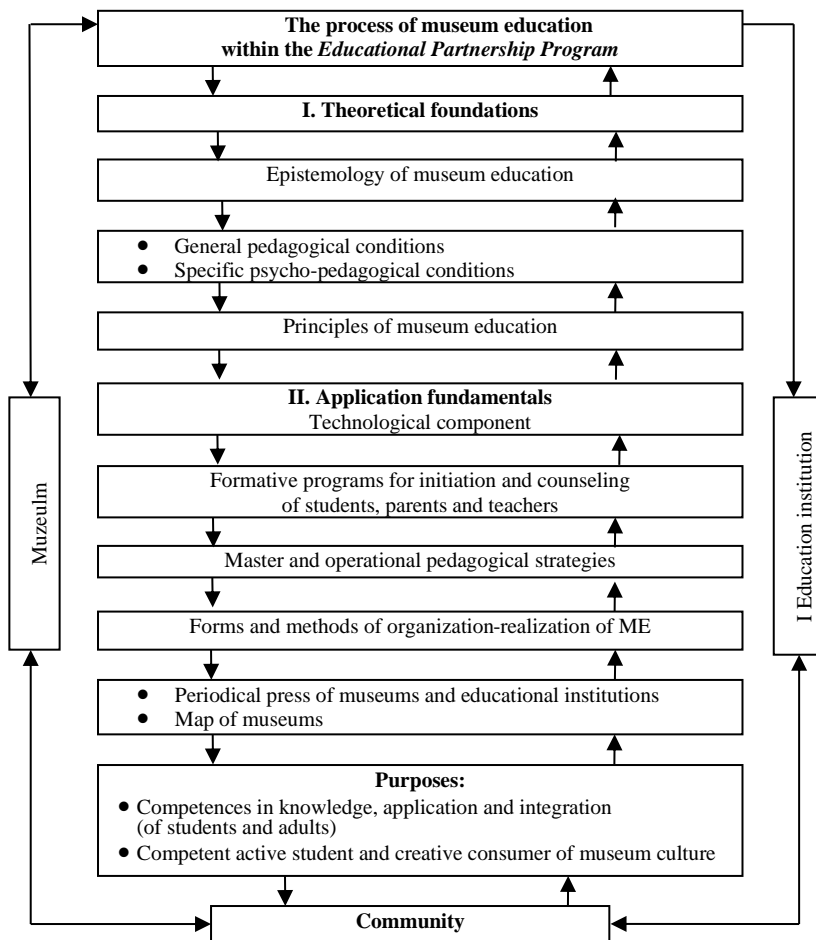 The process of museum education
within the Educational Partnership Program
I. Theoretical foundations
Epistemology of museum education
● General pedagogical conditions
● Specific psycho-pedagogical conditions
Principles of museum education
II. Application fundamentals
Technological component
Formative programs for initiation and counseling
of students, parents and teachers
Master and operational pedagogical strategies
Forms and methods of organization-realization of ME
● Periodical press of museums and educational institutions
● Map of museums
Purposes:
● Competences in knowledge, application and integration
(of students and adults)
● Competent active student and creative consumer of museum culture
Community
Muzeulm
I Education institution